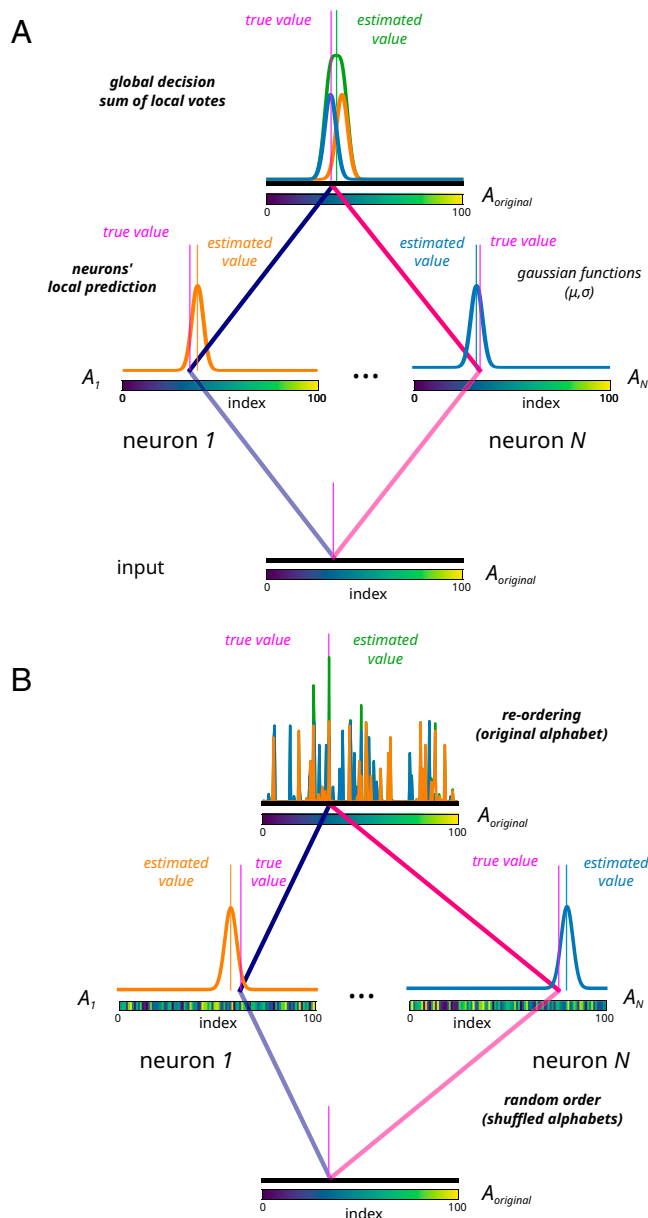 A
true value
estimated
value
global decision
sum of local votes
A_original
0
100
true value
estimated
value
neurons'
local prediction
estimated
value
true value
gaussian functions
(μ,σ)
A_1
0
index
100
...
0
index
100
A_N
neuron 1
neuron N
input
0
index
100
A_original
B
true value
estimated
value
re-ordering
(original alphabet)
0
100
A_original
estimated
value
true
value
true value
estimated
value
A_1
0
index
100
...
0
index
100
A_N
neuron 1
neuron N
random order
(shuffled alphabets)
0
index
100
A_original